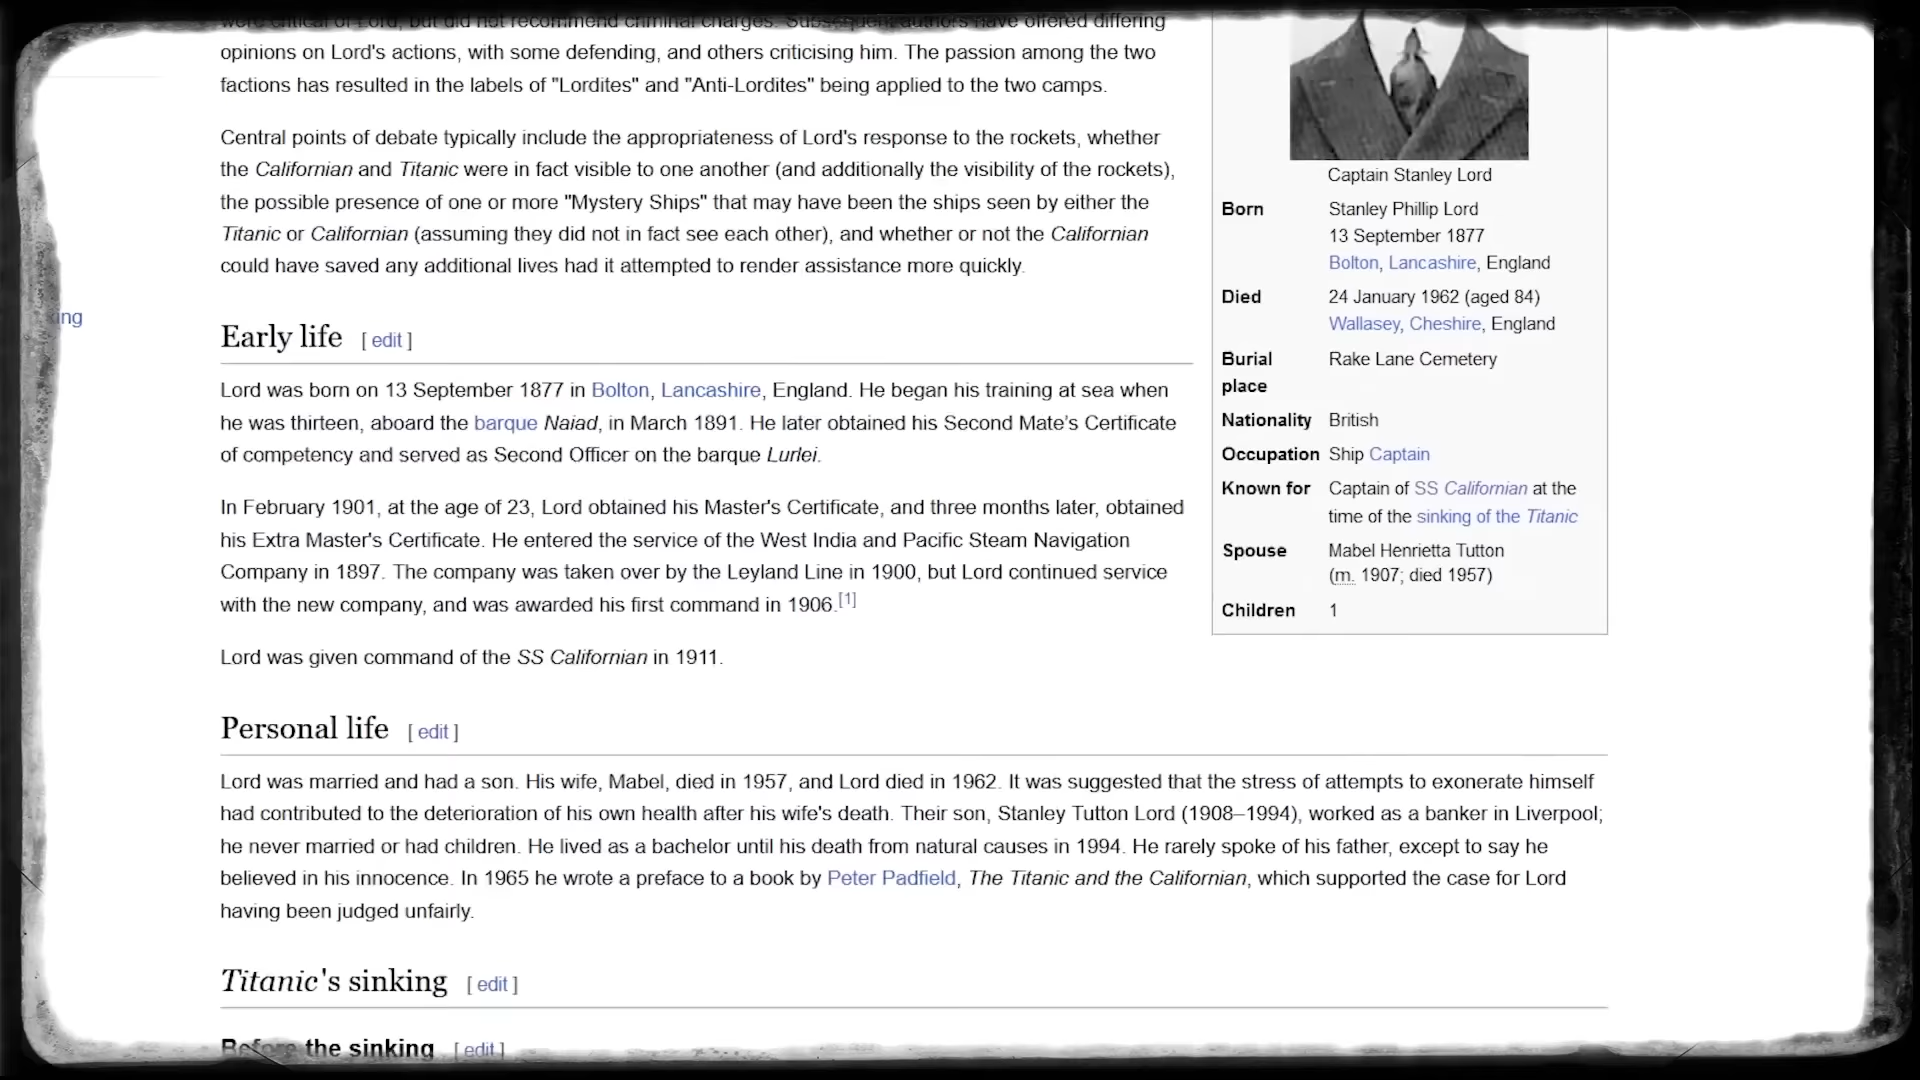 were critical of Lord, but did not recommend criminal charges. Subsequent authors have offered differing
opinions on Lord's actions, with some defending, and others criticising him. The passion among the two
factions has resulted in the labels of "Lordites" and "Anti-Lordites" being applied to the two camps.
Central points of debate typically include the appropriateness of Lord's response to the rockets, whether
the Californian and Titanic were in fact visible to one another (and additionally the visibility of the rockets),
the possible presence of one or more "Mystery Ships" that may have been the ships seen by either the
Titanic or Californian (assuming they did not in fact see each other), and whether or not the Californian
could have saved any additional lives had it attempted to render assistance more quickly.
ing
Early life [ edit ]
Lord was born on 13 September 1877 in Bolton, Lancashire, England. He began his training at sea when
he was thirteen, aboard the barque Naiad, in March 1891. He later obtained his Second Mate's Certificate
of competency and served as Second Officer on the barque Lurlei.
In February 1901, at the age of 23, Lord obtained his Master's Certificate, and three months later, obtained
his Extra Master's Certificate. He entered the service of the West India and Pacific Steam Navigation
Company in 1897. The company was taken over by the Leyland Line in 1900, but Lord continued service
with the new company, and was awarded his first command in 1906.[1]
Lord was given command of the SS Californian in 1911.
Captain Stanley Lord
Born Stanley Phillip Lord
13 September 1877
Bolton, Lancashire, England
Died 24 January 1962 (aged 84)
Wallasey, Cheshire, England
Burial Rake Lane Cemetery
place
Nationality British
Occupation Ship Captain
Known for Captain of SS Californian at the
time of the sinking of the Titanic
Spouse Mabel Henrietta Tutton
(m. 1907; died 1957)
Children 1
Personal life [ edit ]
Lord was married and had a son. His wife, Mabel, died in 1957, and Lord died in 1962. It was suggested that the stress of attempts to exonerate himself
had contributed to the deterioration of his own health after his wife's death. Their son, Stanley Tutton Lord (1908–1994), worked as a banker in Liverpool;
he never married or had children. He lived as a bachelor until his death from natural causes in 1994. He rarely spoke of his father, except to say he
believed in his innocence. In 1965 he wrote a preface to a book by Peter Padfield, The Titanic and the Californian, which supported the case for Lord
having been judged unfairly.
Titanic's sinking [ edit ]
Before the sinking [ edit ]